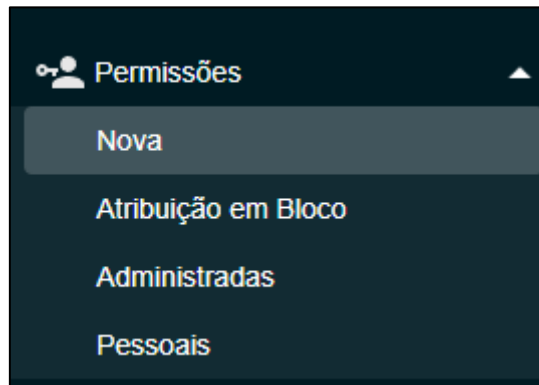 Permissões
Nova
Atribuição em Bloco
Administradas
Pessoais